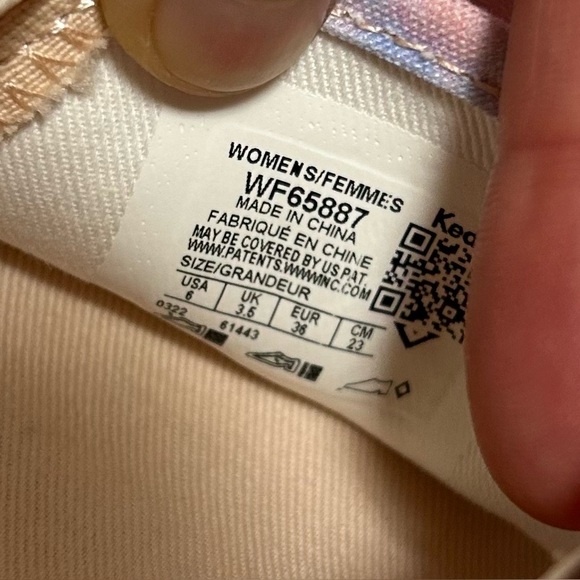 WOMENS/FEMMES
WF65887
MADE IN CHINA
FABRIQUÉ EN CHINE
MAY BE COVERED BY US PAT
WWW.PATENTS.WWWINC.COM
SIZE/GRANDEUR
USA UK EUR CM
6 3.5 36 23
0322 61443